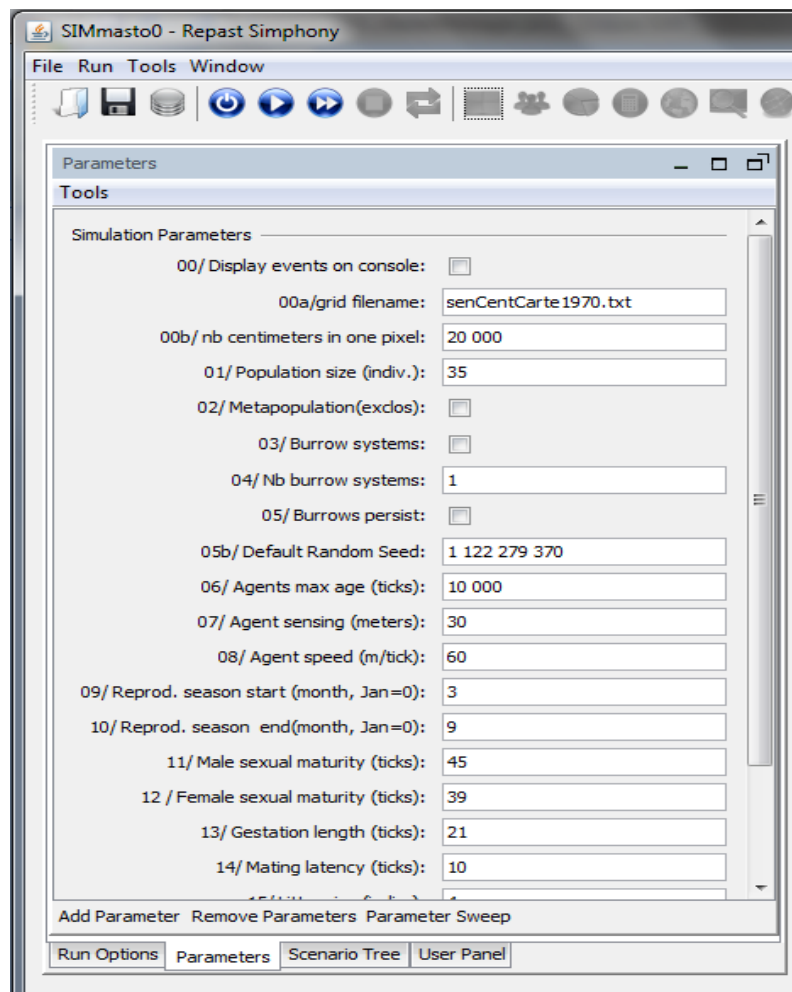 SIMmasto0 - Repast Simphony
File Run Tools Window
Parameters
Tools
Simulation Parameters
00/ Display events on console:
00a/grid filename: senCentCarte1970.txt
00b/ nb centimeters in one pixel: 20 000
01/ Population size (indiv.): 35
02/ Metapopulation(exclos):
03/ Burrow systems:
04/ Nb burrow systems: 1
05/ Burrows persist:
05b/ Default Random Seed: 1 122 279 370
06/ Agents max age (ticks): 10 000
07/ Agent sensing (meters): 30
08/ Agent speed (m/tick): 60
09/ Reprod. season start (month, Jan=0): 3
10/ Reprod. season end(month, Jan=0): 9
11/ Male sexual maturity (ticks): 45
12 / Female sexual maturity (ticks): 39
13/ Gestation length (ticks): 21
14/ Mating latency (ticks): 10
Add Parameter Remove Parameters Parameter Sweep
Run Options Parameters Scenario Tree User Panel